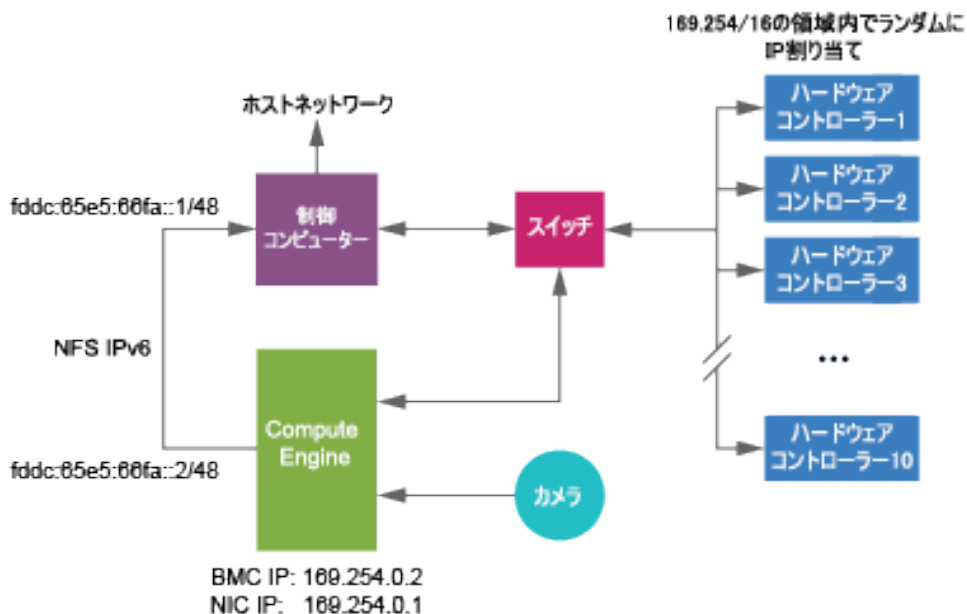 169.254/16の領域内でランダムに
IP割り当て
ホストネットワーク
ハードウェア
コントローラー1
fddc:65e5:66fa::1/48
制御
コンピューター
スイッチ
ハードウェア
コントローラー2
ハードウェア
コントローラー3
NFS IPv6
...
Compute
Engine
fddc:65e5:66fa::2/48
カメラ
ハードウェア
コントローラー10
BMC IP: 169.254.0.2
NIC IP: 169.254.0.1